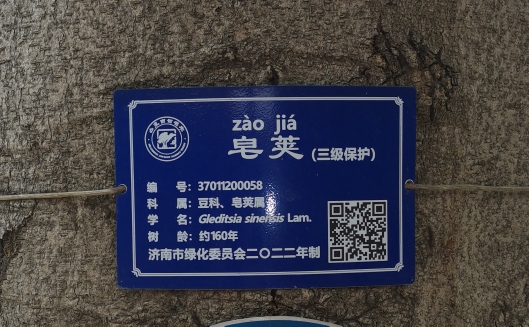 zào jiá
皂荚(三级保护)
编 号：37011200058
科 属：豆科、皂荚属
学 名：Gleditsia sinensis Lam.
树 龄：约160年
济南市绿化委员会二〇二二年制